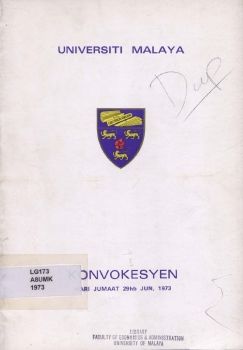 UNIVERSITI MALAYA
Dup
LG173
A8UMK
1973
KONVOKESYEN
HARI JUMAAT 29hb JUN, 1973
LIBRARY
FACULTY OF ECONOMICS & ADMINISTRATION
UNIVERSITY OF MALAYA